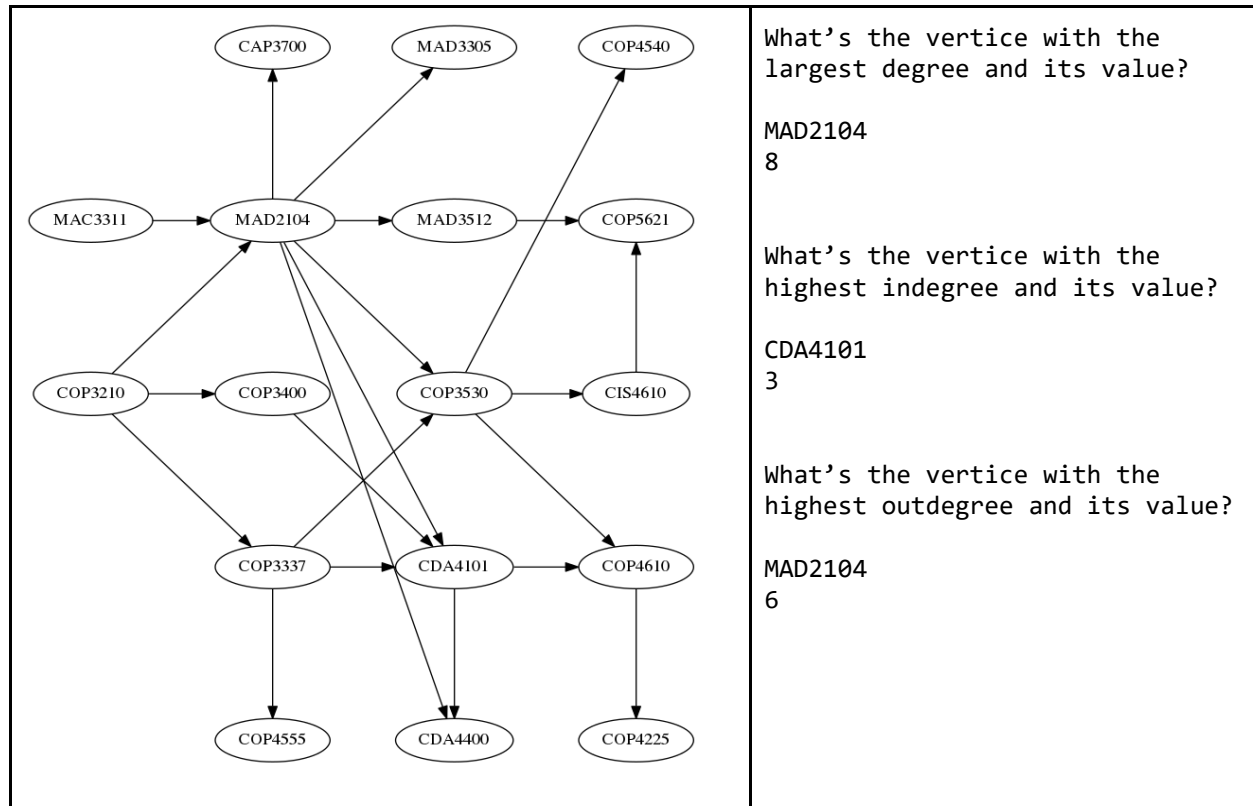 CAP3700 MAD3305 COP4540
MAC3311 MAD2104 MAD3512 COP5621
COP3210 COP3400 COP3530 CIS4610
COP3337 CDA4101 COP4610
COP4555 CDA4400 COP4225
What’s the vertice with the
largest degree and its value?
MAD2104
8
What’s the vertice with the
highest indegree and its value?
CDA4101
3
What’s the vertice with the
highest outdegree and its value?
MAD2104
6